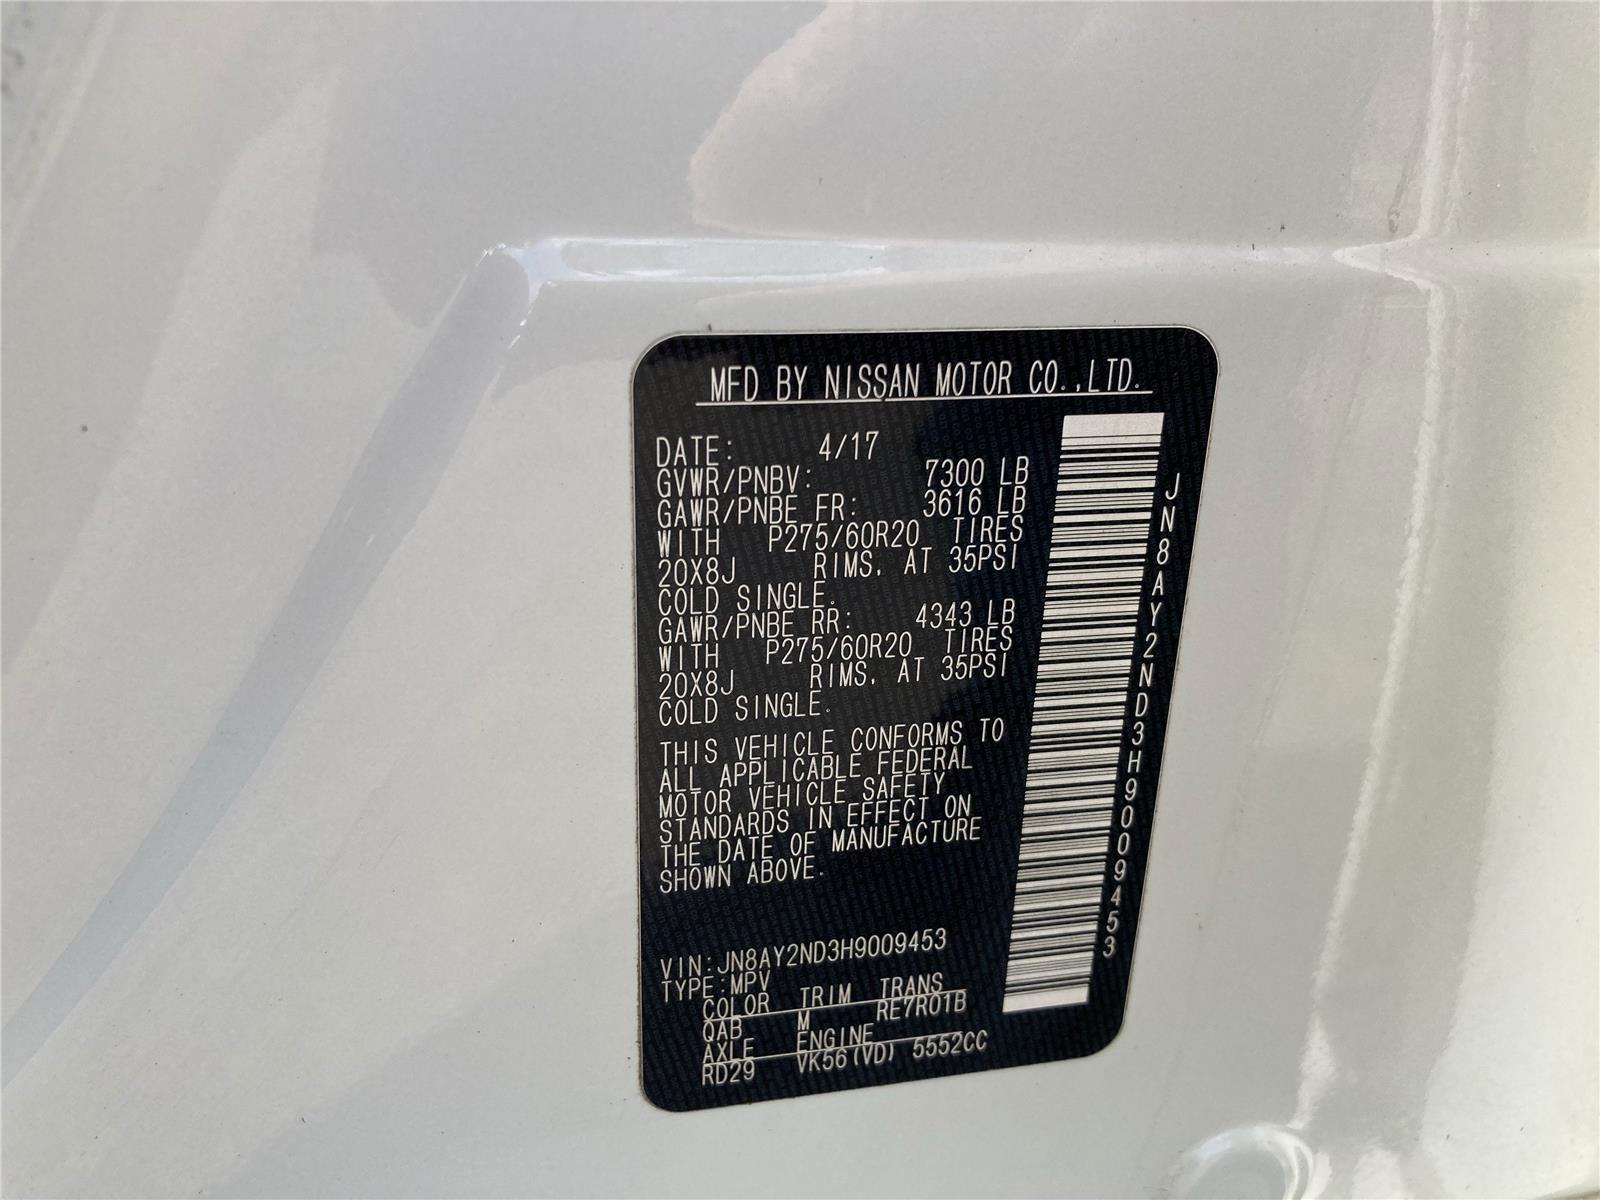 MFD BY NISSAN MOTOR CO.,LTD.
DATE: 4/17
GVWR/PNBV: 7300 LB
GAWR/PNBE FR: 3616 LB
WITH P275/60R20 TIRES
20X8J RIMS, AT 35PSI
COLD SINGLE.
GAWR/PNBE RR: 4343 LB
WITH P275/60R20 TIRES
20X8J RIMS, AT 35PSI
COLD SINGLE.
THIS VEHICLE CONFORMS TO
ALL APPLICABLE FEDERAL
MOTOR VEHICLE SAFETY
STANDARDS IN EFFECT ON
THE DATE OF MANUFACTURE
SHOWN ABOVE.
VIN:JN8AY2ND3H9009453
TYPE:MPV
COLOR TRIM TRANS
QAB M RE7R01B
AXLE ENGINE
RD29 VK56(VD) 5552CC
JN8AY2ND3H9009453